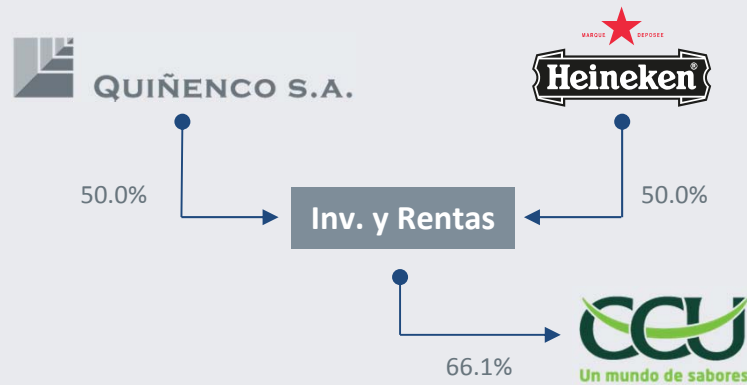 QUIÑENCO S.A.
MARQUE DEPOSEE
Heineken®
50.0%
50.0%
Inv. y Rentas
66.1%
CCU
Un mundo de sabores